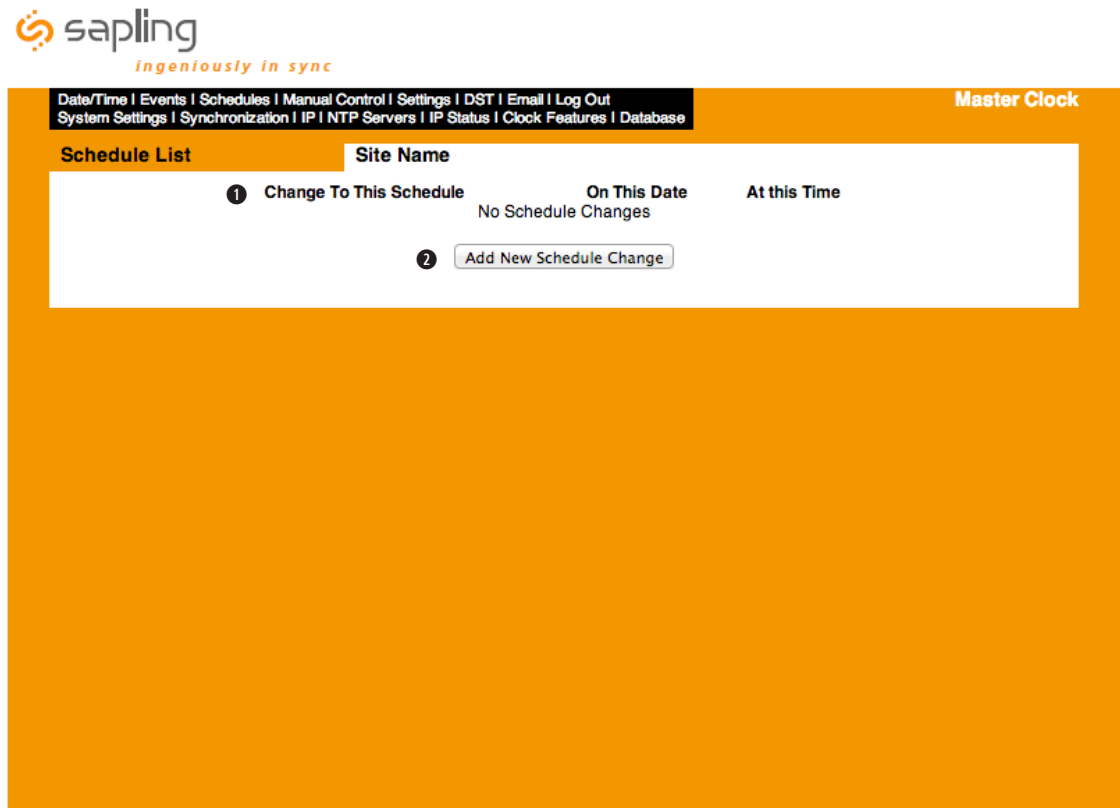 sapling
ingeniously in sync
Date/Time | Events | Schedules | Manual Control | Settings | DST | Email | Log Out
System Settings | Synchronization | IP | NTP Servers | IP Status | Clock Features | Database
Master Clock
Schedule List
Site Name
1 Change To This Schedule On This Date At this Time
No Schedule Changes
2 Add New Schedule Change